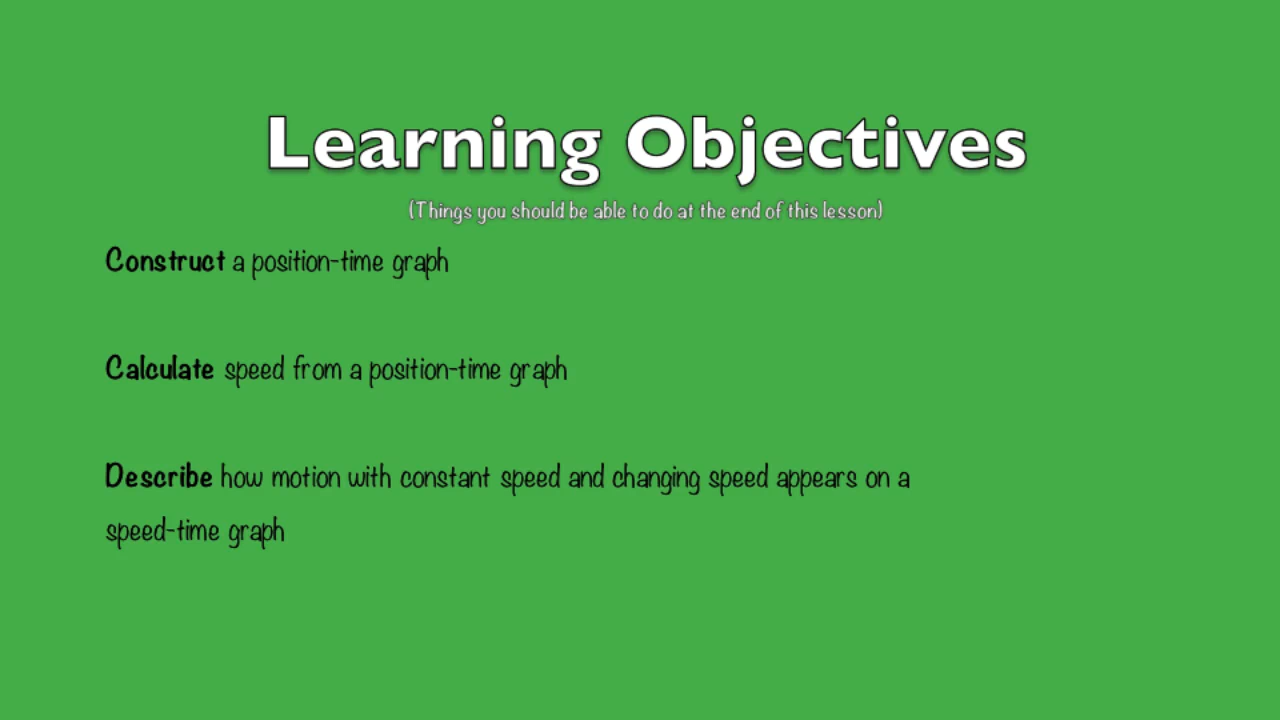 Learning Objectives
(Things you should be able to do at the end of this lesson)
Construct a position-time graph
Calculate speed from a position-time graph
Describe how motion with constant speed and changing speed appears on a
speed-time graph